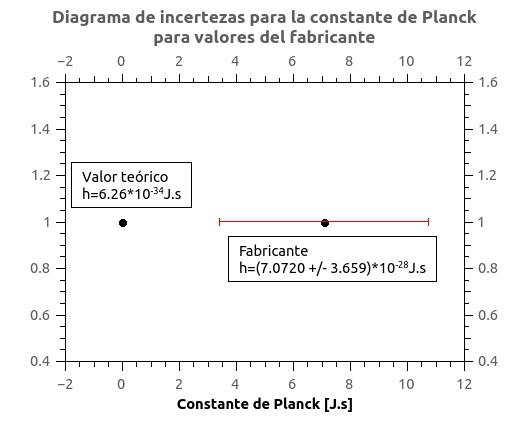 Diagrama de incertezas para la constante de Planck
para valores del fabricante
−2 0 2 4 6 8 10 12
1.6 1.6
1.4 1.4
1.2 1.2
Valor teórico
h=6.26*10⁻³⁴J.s
1 1
Fabricante
h=(7.0720 +/- 3.659)*10⁻²⁸J.s
0.8 0.8
0.6 0.6
0.4 0.4
−2 0 2 4 6 8 10 12
Constante de Planck [J.s]